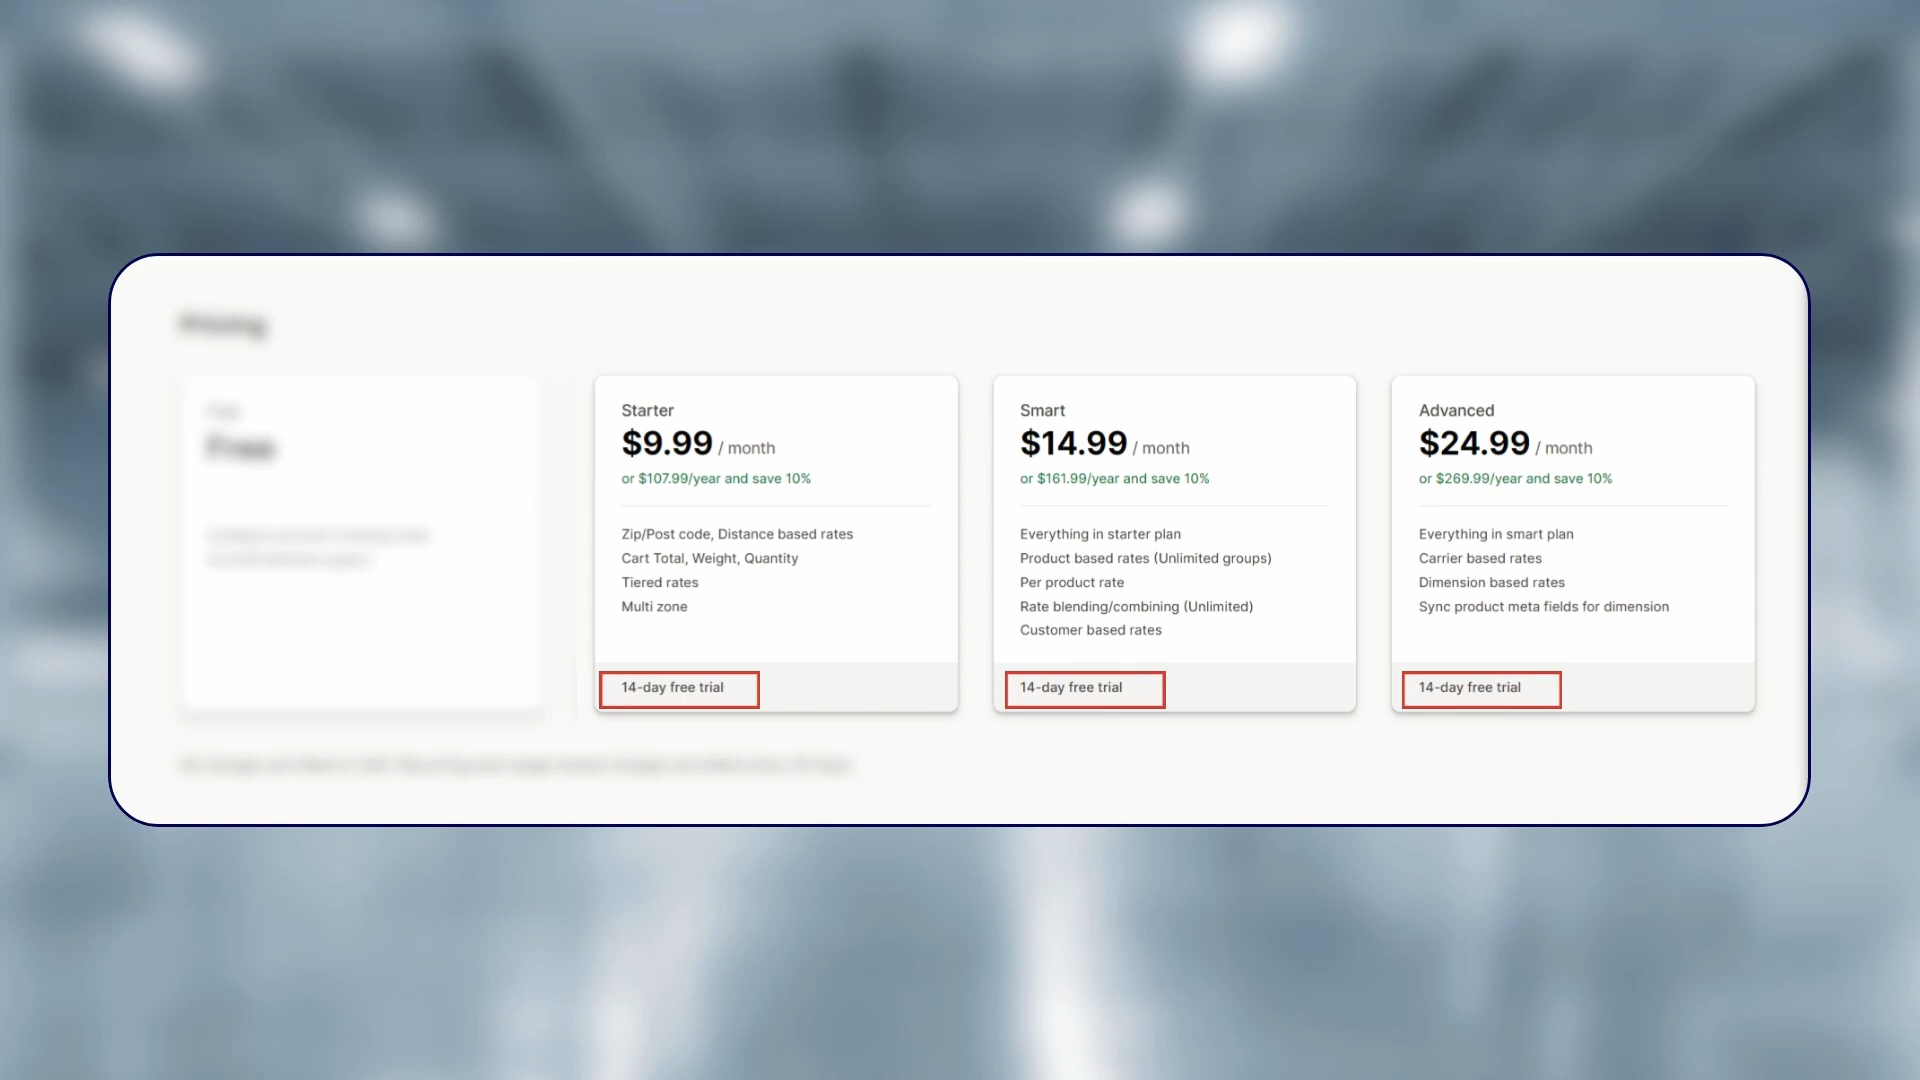 Pricing
Free
Starter
$9.99 / month
or $107.99/year and save 10%
Zip/Post code, Distance based rates
Cart Total, Weight, Quantity
Tiered rates
Multi zone
14-day free trial
Smart
$14.99 / month
or $161.99/year and save 10%
Everything in starter plan
Product based rates (Unlimited groups)
Per product rate
Rate blending/combining (Unlimited)
Customer based rates
14-day free trial
Advanced
$24.99 / month
or $269.99/year and save 10%
Everything in smart plan
Carrier based rates
Dimension based rates
Sync product meta fields for dimension
14-day free trial